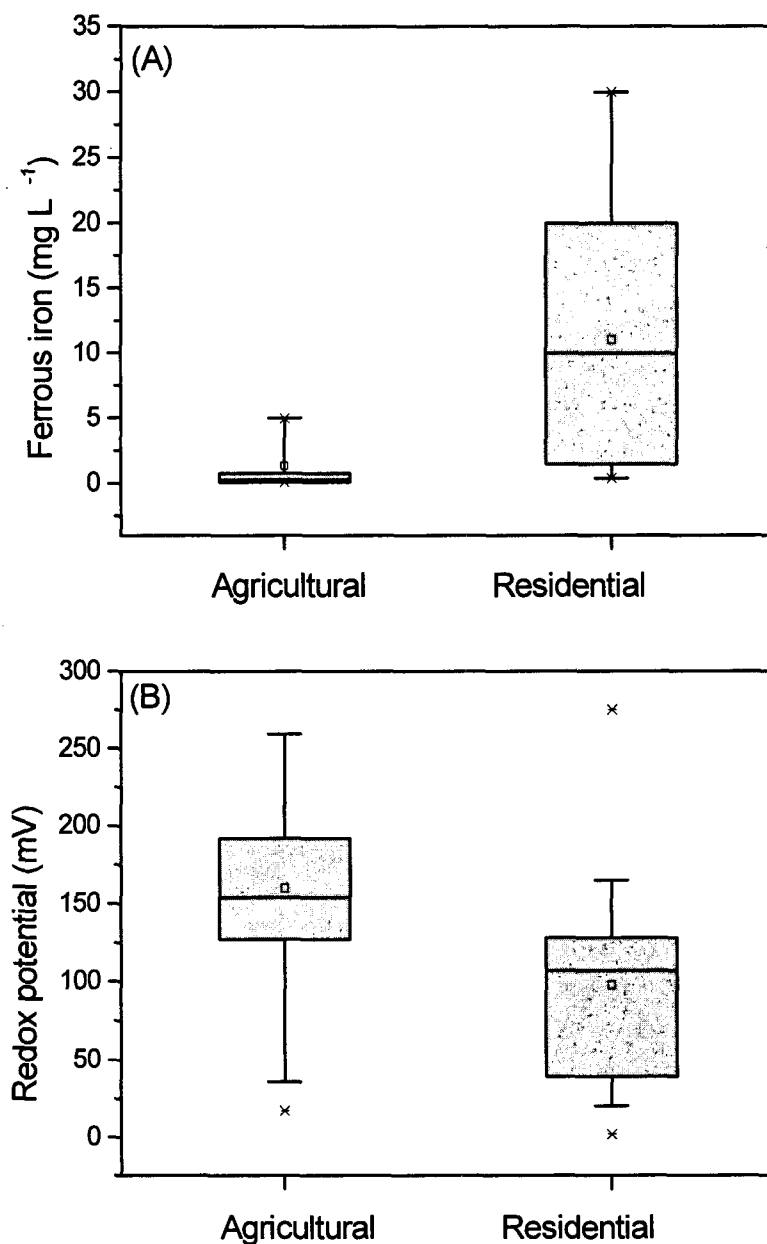 (A)
35
30
25
20
15
10
5
0
Ferrous iron (mg L ⁻¹)
Agricultural Residential
(B)
300
250
200
150
100
50
0
Redox potential (mV)
Agricultural Residential